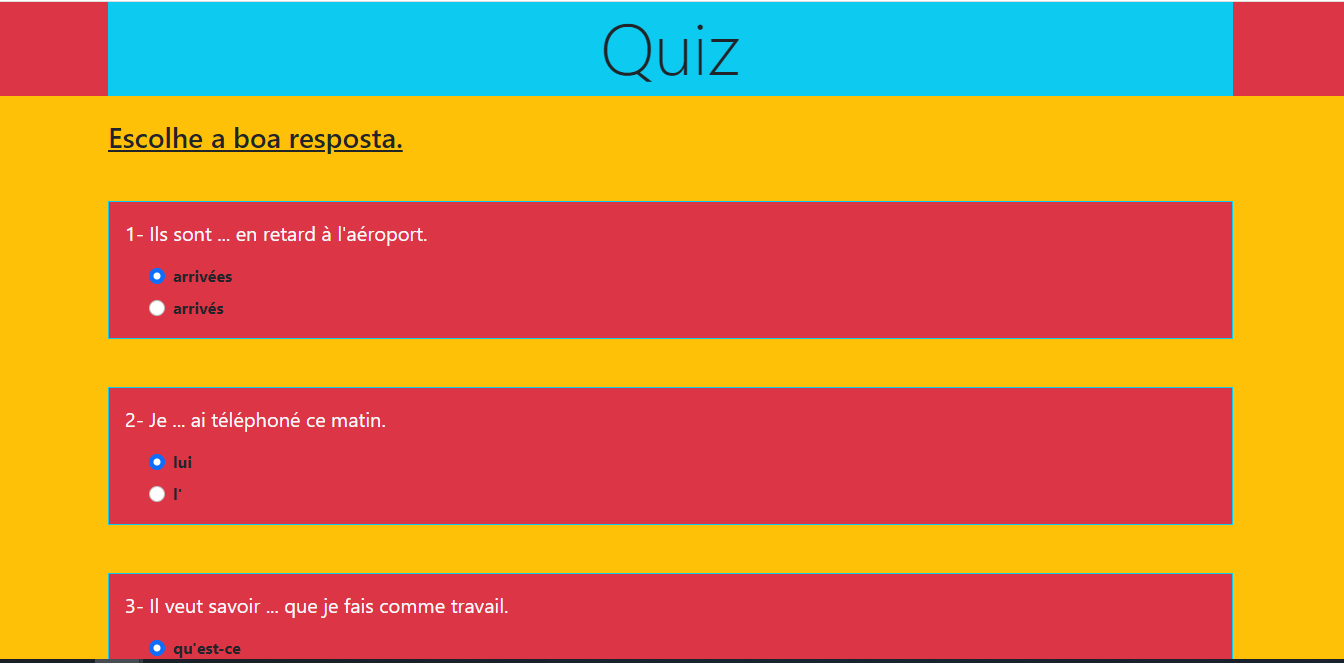 Quiz
Escolhe a boa resposta.
1- Ils sont ... en retard à l'aéroport.
arrivées
arrivés
2- Je ... ai téléphoné ce matin.
lui
l'
3- Il veut savoir ... que je fais comme travail.
qu'est-ce